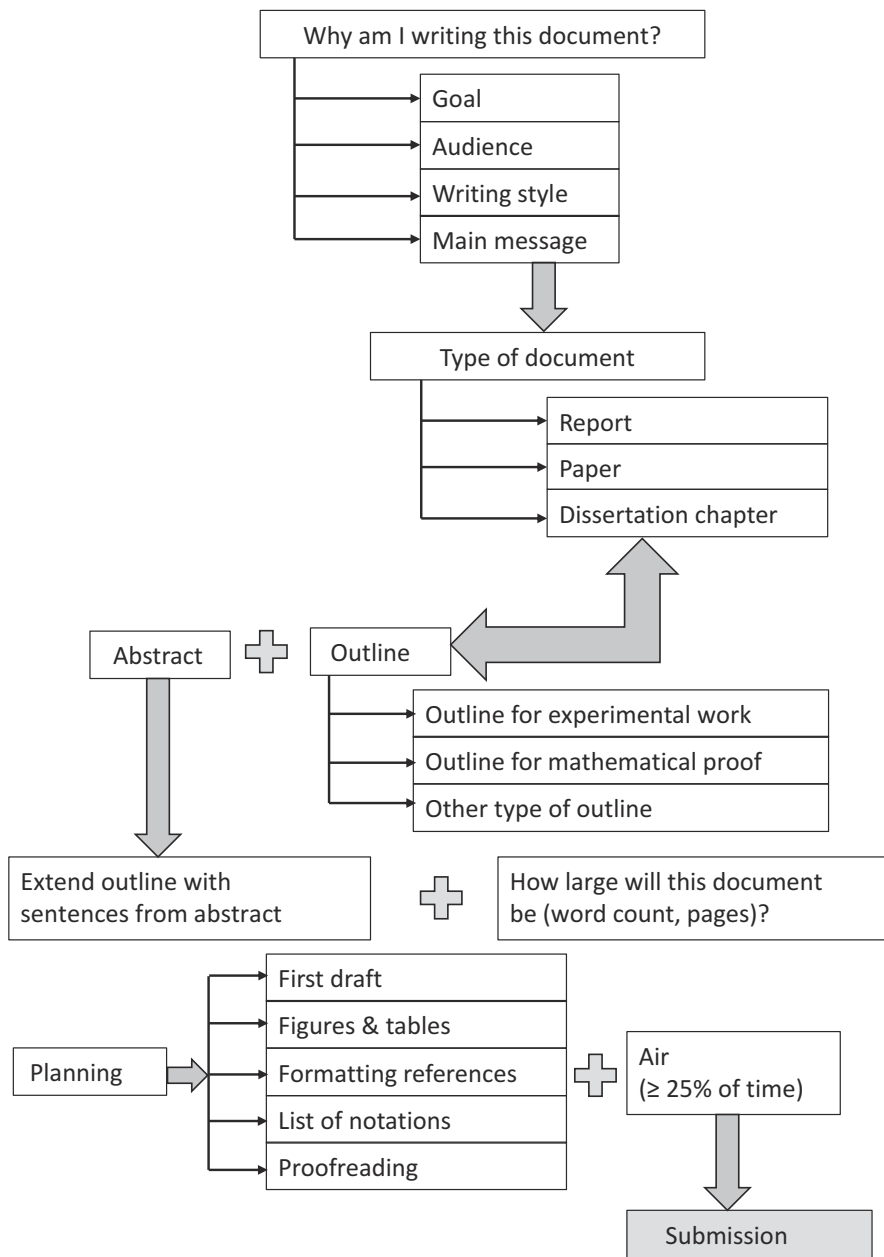 Why am I writing this document?
Goal
Audience
Writing style
Main message
Type of document
Report
Paper
Dissertation chapter
Abstract
Outline
Outline for experimental work
Outline for mathematical proof
Other type of outline
Extend outline with
sentences from abstract
How large will this document
be (word count, pages)?
Planning
First draft
Figures & tables
Formatting references
List of notations
Proofreading
Air
(≥ 25% of time)
Submission